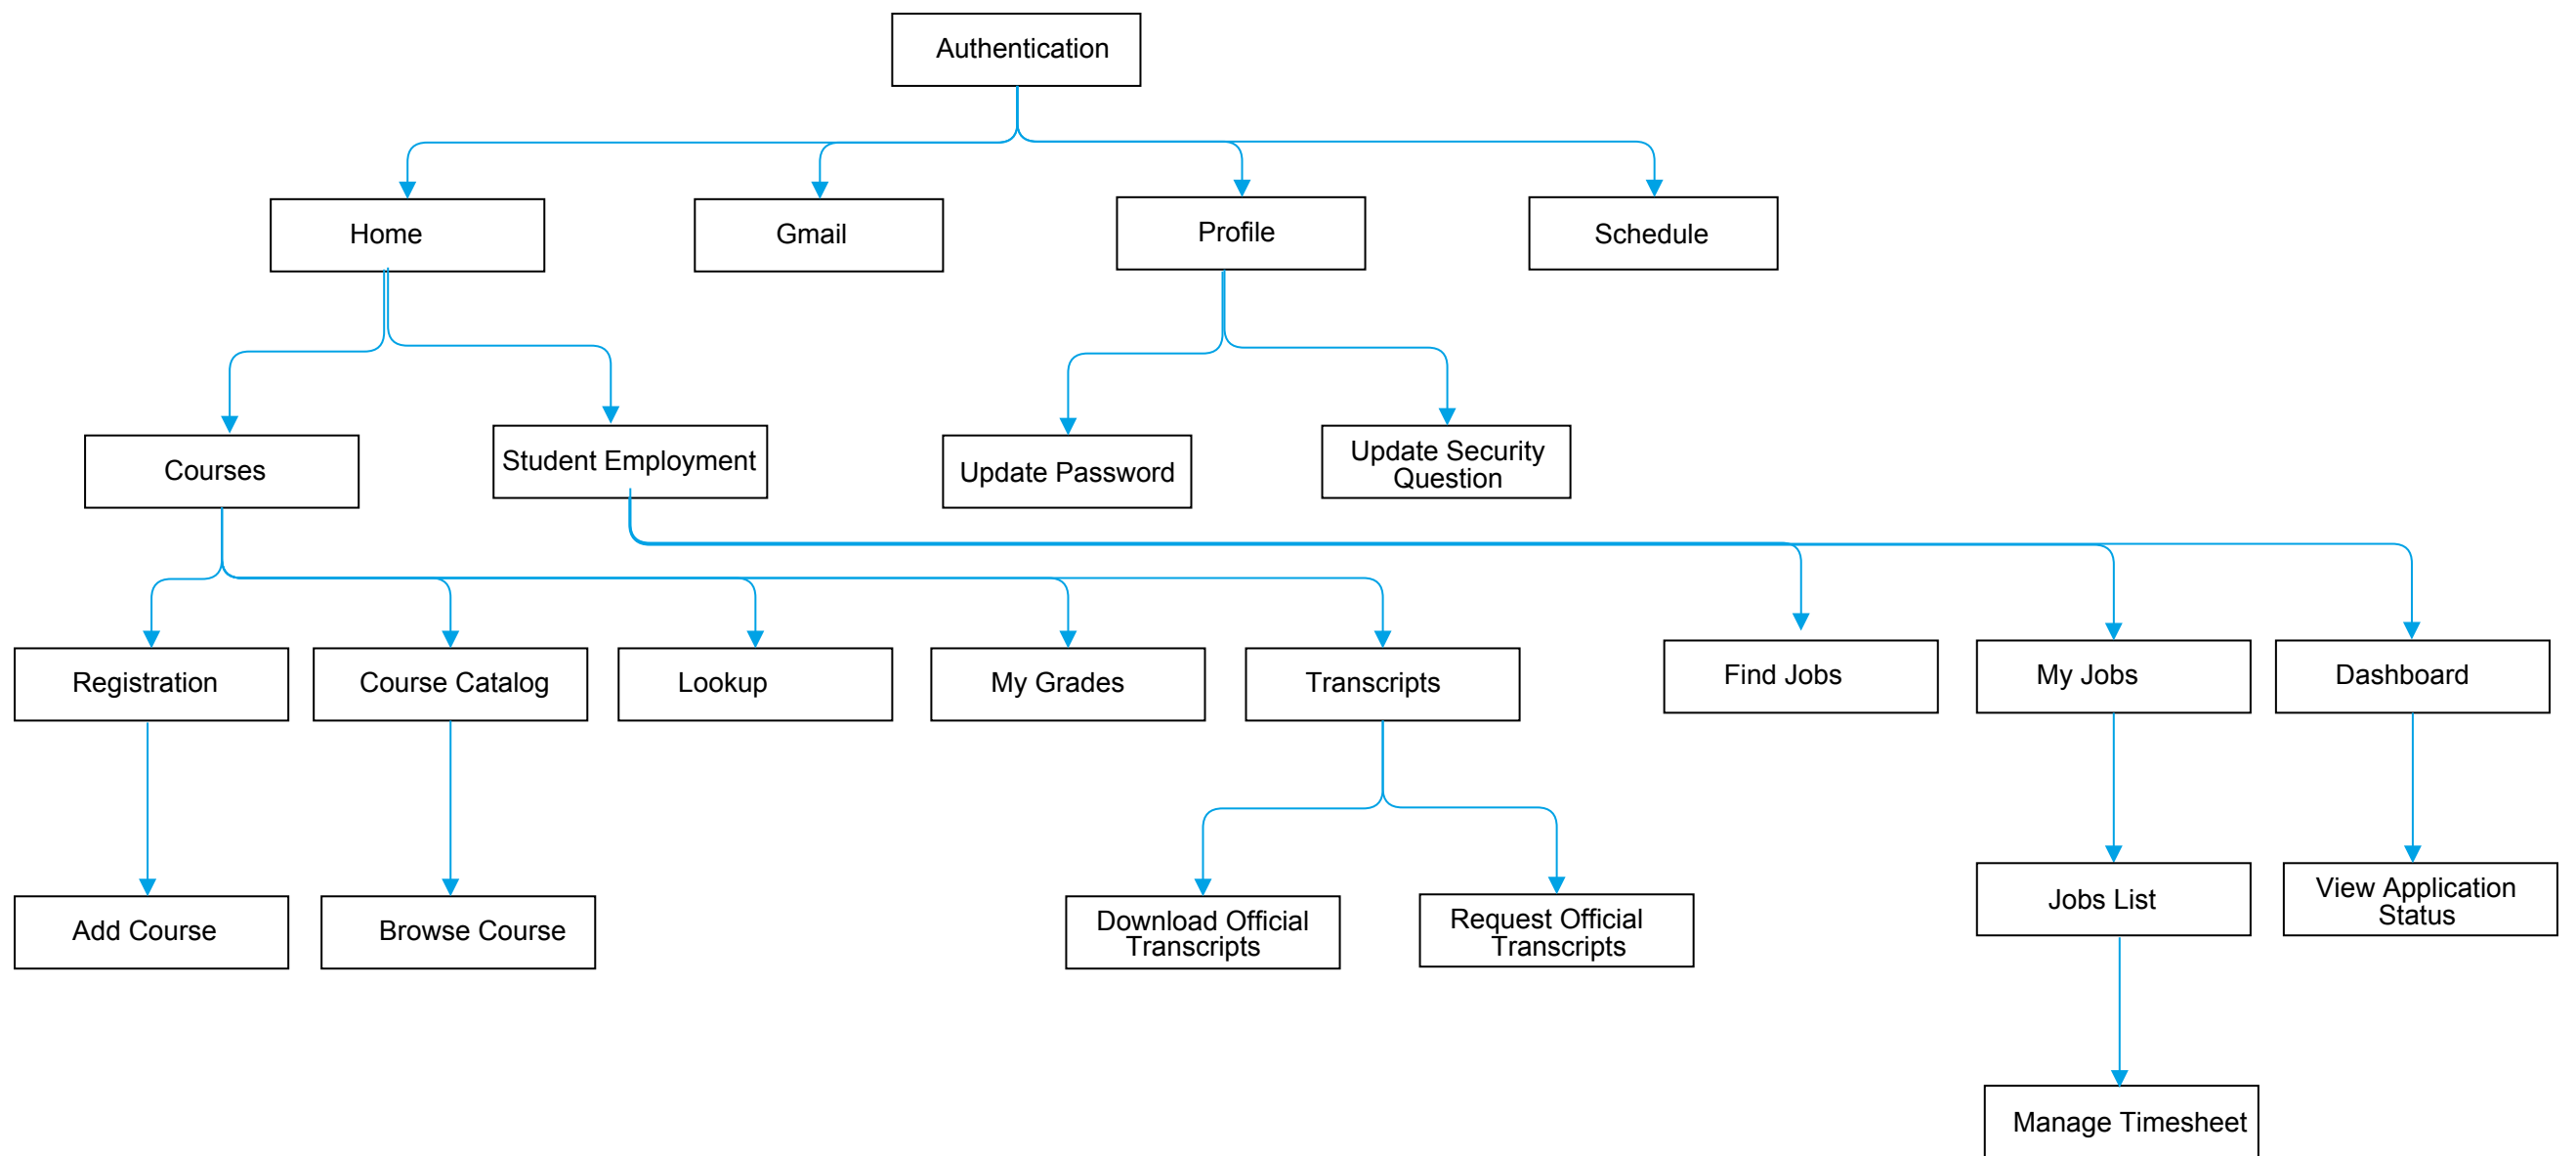 Authentication
Home
Gmail
Profile
Schedule
Courses
Student Employment
Update Password
Update Security
Question
Registration
Course Catalog
Lookup
My Grades
Transcripts
Find Jobs
My Jobs
Dashboard
Add Course
Browse Course
Download Official
Transcripts
Request Official
Transcripts
Jobs List
View Application
Status
Manage Timesheet